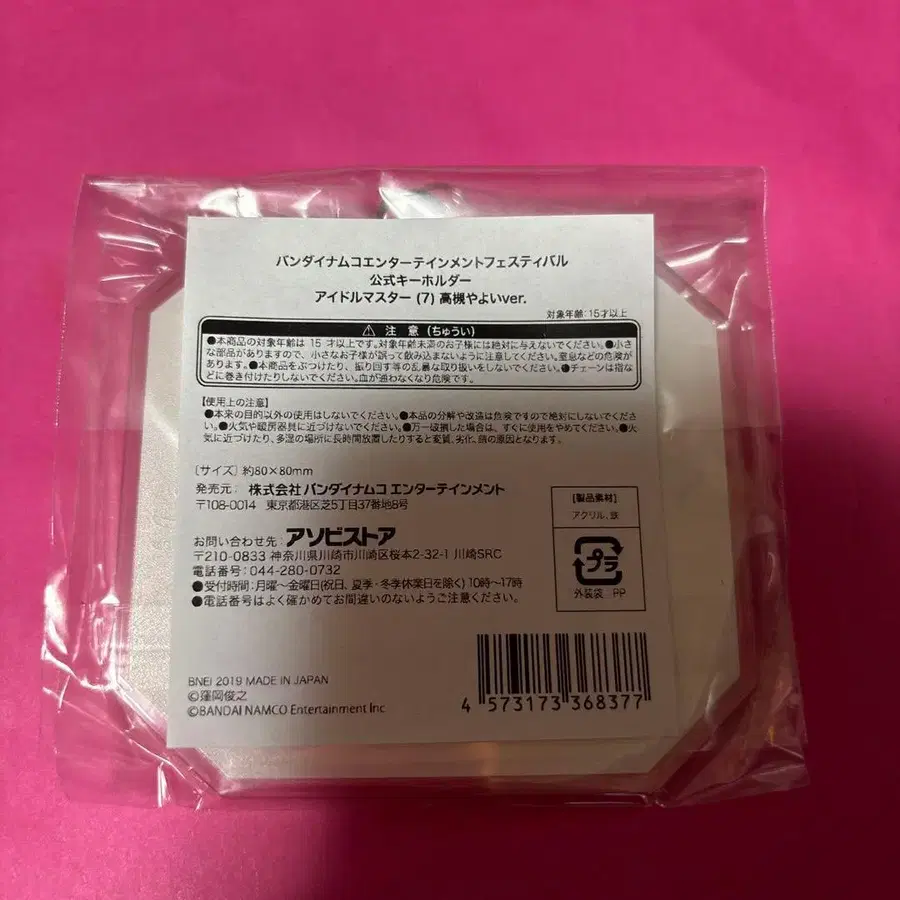 バンダイナムコエンターテインメントフェスティバル
公式キーホルダー
アイドルマスター (7) 高槻やよいver.
対象年齢:15才以上
⚠ 注 意 (ちゅうい)
●本商品の対象年齢は 15 才以上です。対象年齢未満のお子様には絶対に与えないでください。●小さ
な部品がありますので、小さなお子様が誤って飲み込まないように注意してください。窒息などの危険が
あります。●本商品をぶつけたり、振り回す等の乱暴な取り扱いをしないでください。●チェーンは指な
どに巻き付けたりしないでください。血が通わなくなり危険です。
【使用上の注意】
●本来の目的以外の使用はしないでください。●本品の分解や改造は危険ですので絶対にしないでくださ
い。●火気や暖房器具に近づけないでください。●万一破損した場合は、すぐに使用をやめてください。●火
気に近づけたり、多湿の場所に長時間放置したりすると変質、劣化、錆の原因となります。
〔サイズ〕約80×80mm
発売元: 株式会社 バンダイナムコ エンターテインメント
〒108-0014 東京都港区芝5丁目37番地8号
お問い合わせ先: アソビストア
〒210-0833 神奈川県川崎市川崎区桜本2-32-1 川崎SRC
電話番号:044-280-0732
●受付時間:月曜〜金曜日(祝日、夏季・冬季休業日を除く) 10時〜17時
●電話番号はよく確かめてお間違いのないようご注意ください。
[製品素材]
アクリル、鉄
プラ
外装袋 PP
BNEI 2019 MADE IN JAPAN
©窪岡俊之
©BANDAI NAMCO Entertainment Inc.
4 573173 368377